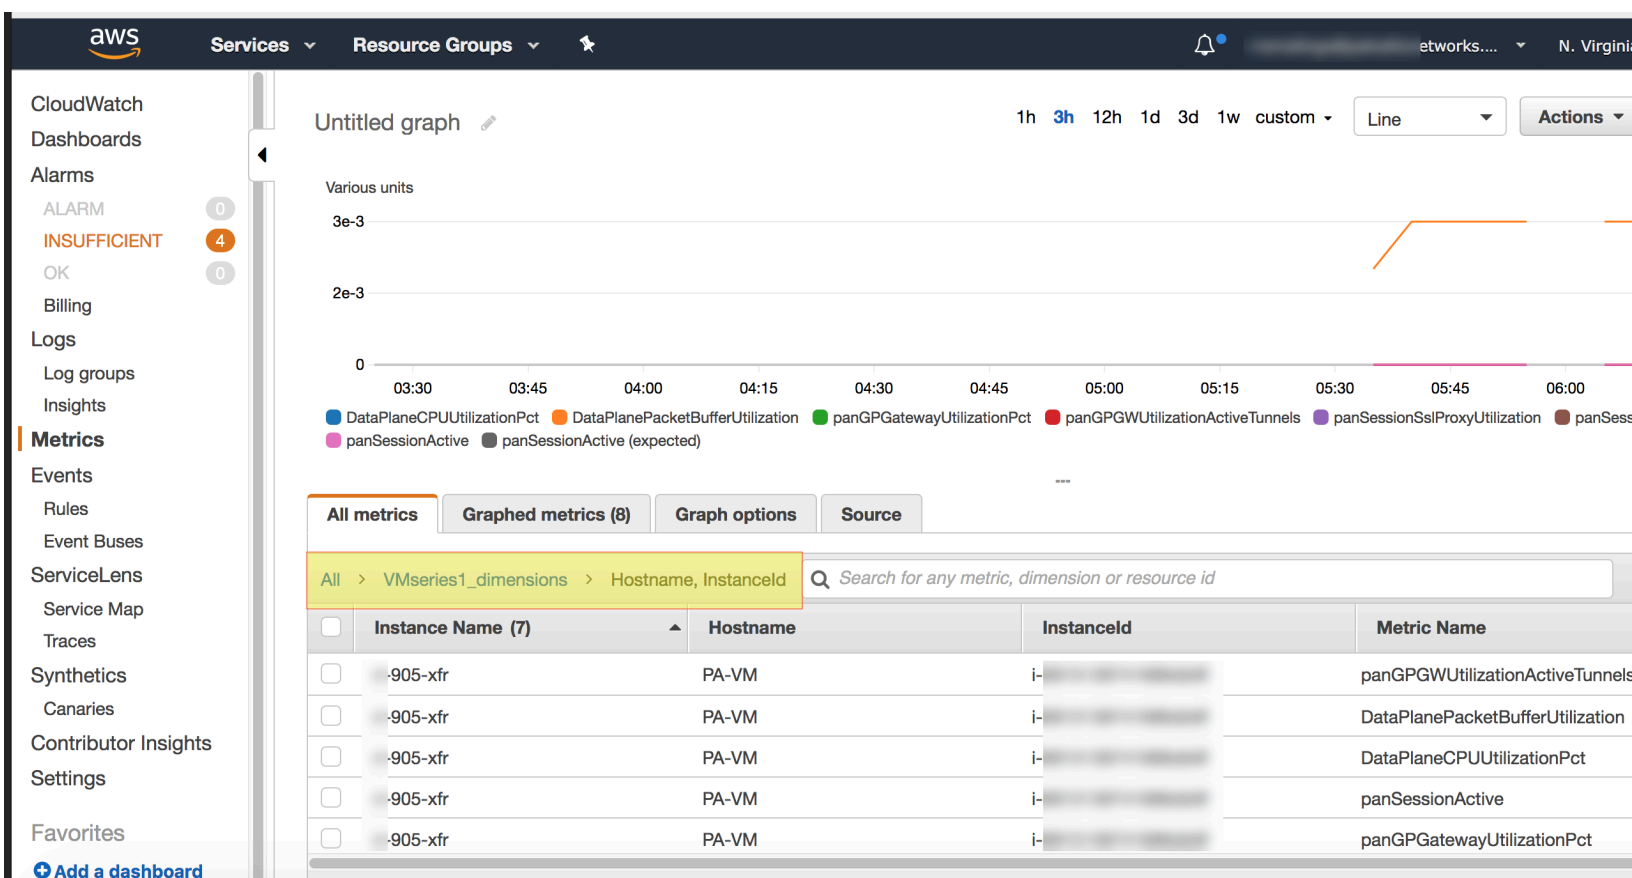 aws Services Resource Groups etworks.... N. Virginia
CloudWatch
Dashboards
Alarms
ALARM 0
INSUFFICIENT 4
OK 0
Billing
Logs
Log groups
Insights
Metrics
Events
Rules
Event Buses
ServiceLens
Service Map
Traces
Synthetics
Canaries
Contributor Insights
Settings
Favorites
Add a dashboard
Untitled graph
1h 3h 12h 1d 3d 1w custom Line Actions
Various units
3e-3
2e-3
0
03:30 03:45 04:00 04:15 04:30 04:45 05:00 05:15 05:30 05:45 06:00
DataPlaneCPUUtilizationPct DataPlanePacketBufferUtilization panGPGatewayUtilizationPct panGPGWUtilizationActiveTunnels panSessionSslProxyUtilization panSess
panSessionActive panSessionActive (expected)
All metrics Graphed metrics (8) Graph options Source
All > VMseries1_dimensions > Hostname, InstanceId Search for any metric, dimension or resource id
Instance Name (7) Hostname InstanceId Metric Name
-905-xfr PA-VM i- panGPGWUtilizationActiveTunnels
-905-xfr PA-VM i- DataPlanePacketBufferUtilization
-905-xfr PA-VM i- DataPlaneCPUUtilizationPct
-905-xfr PA-VM i- panSessionActive
-905-xfr PA-VM i- panGPGatewayUtilizationPct